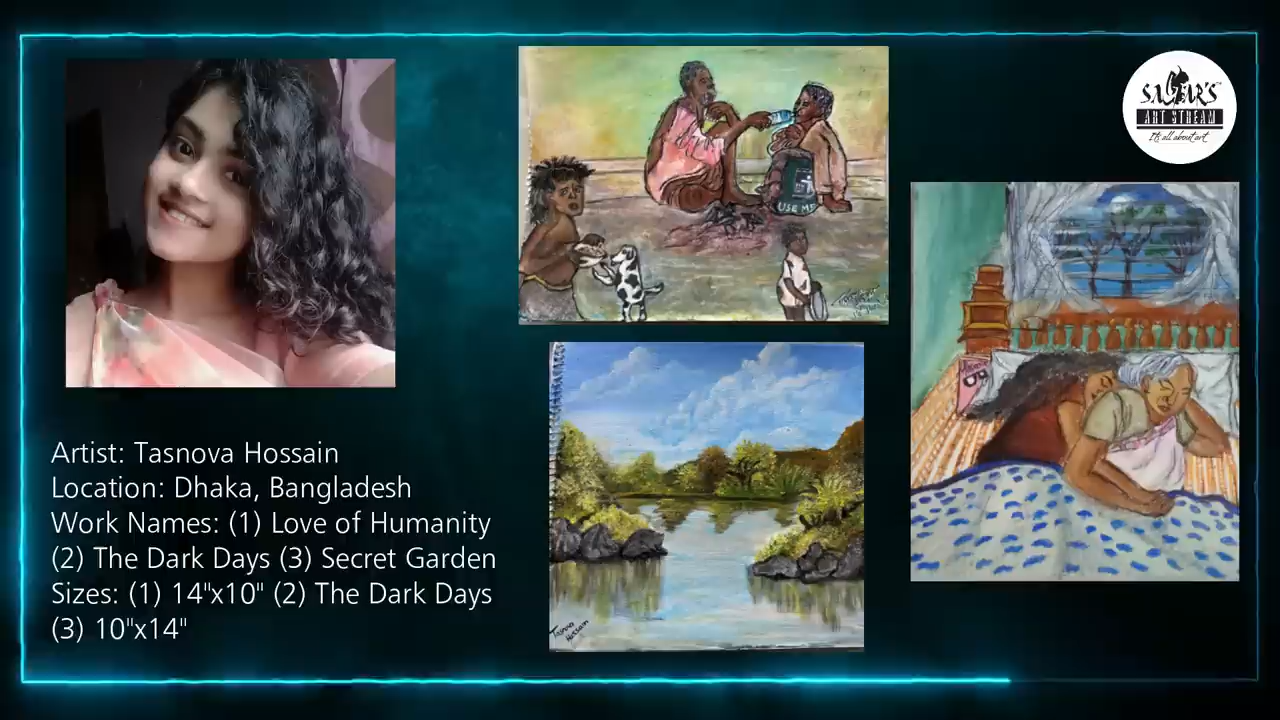 Artist: Tasnova Hossain
Location: Dhaka, Bangladesh
Work Names: (1) Love of Humanity
(2) The Dark Days (3) Secret Garden
Sizes: (1) 14"x10" (2) The Dark Days
(3) 10"x14"
USE ME
Tasnova
Hossain
SAGAR'S
ART STREAM
It's all about art